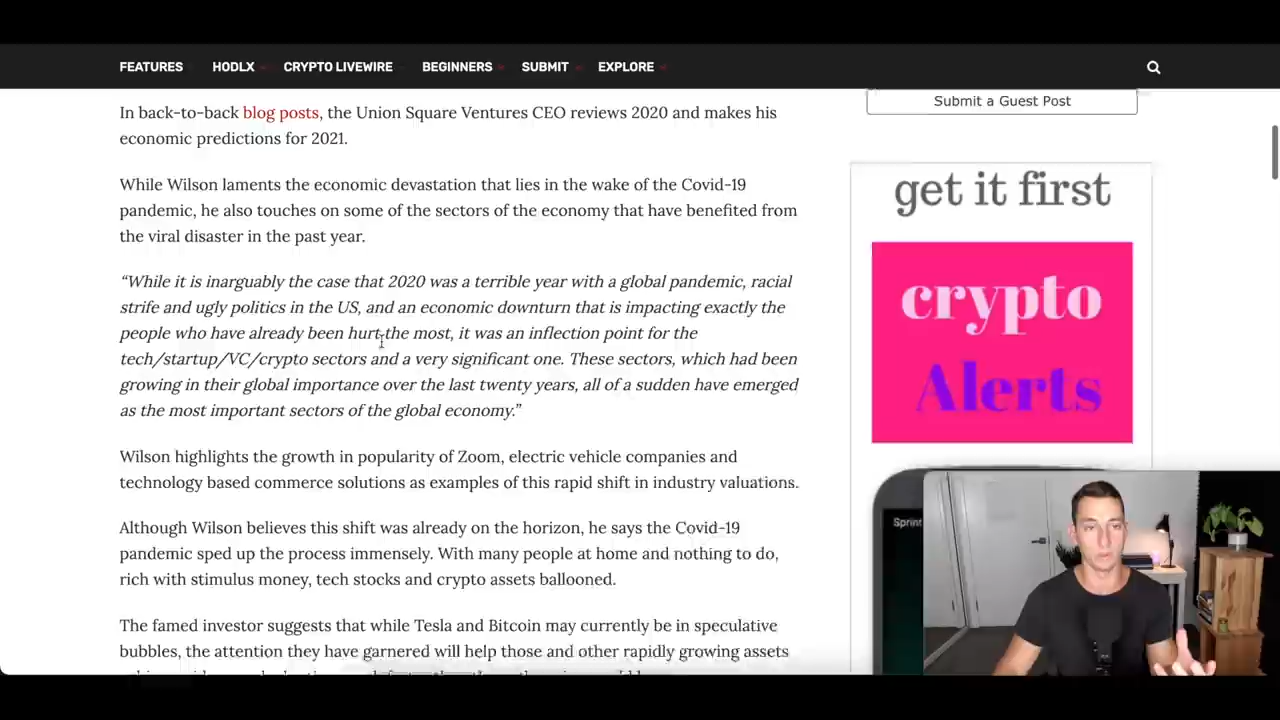 FEATURES HODLX CRYPTO LIVEWIRE BEGINNERS SUBMIT EXPLORE
In back-to-back blog posts, the Union Square Ventures CEO reviews 2020 and makes his
economic predictions for 2021.
While Wilson laments the economic devastation that lies in the wake of the Covid-19
pandemic, he also touches on some of the sectors of the economy that have benefited from
the viral disaster in the past year.
“While it is inarguably the case that 2020 was a terrible year with a global pandemic, racial
strife and ugly politics in the US, and an economic downturn that is impacting exactly the
people who have already been hurt the most, it was an inflection point for the
tech/startup/VC/crypto sectors and a very significant one. These sectors, which had been
growing in their global importance over the last twenty years, all of a sudden have emerged
as the most important sectors of the global economy.”
Wilson highlights the growth in popularity of Zoom, electric vehicle companies and
technology based commerce solutions as examples of this rapid shift in industry valuations.
Although Wilson believes this shift was already on the horizon, he says the Covid-19
pandemic sped up the process immensely. With many people at home and nothing to do,
rich with stimulus money, tech stocks and crypto assets ballooned.
The famed investor suggests that while Tesla and Bitcoin may currently be in speculative
bubbles, the attention they have garnered will help those and other rapidly growing assets
Submit a Guest Post
get it first
crypto
Alerts
Sprint